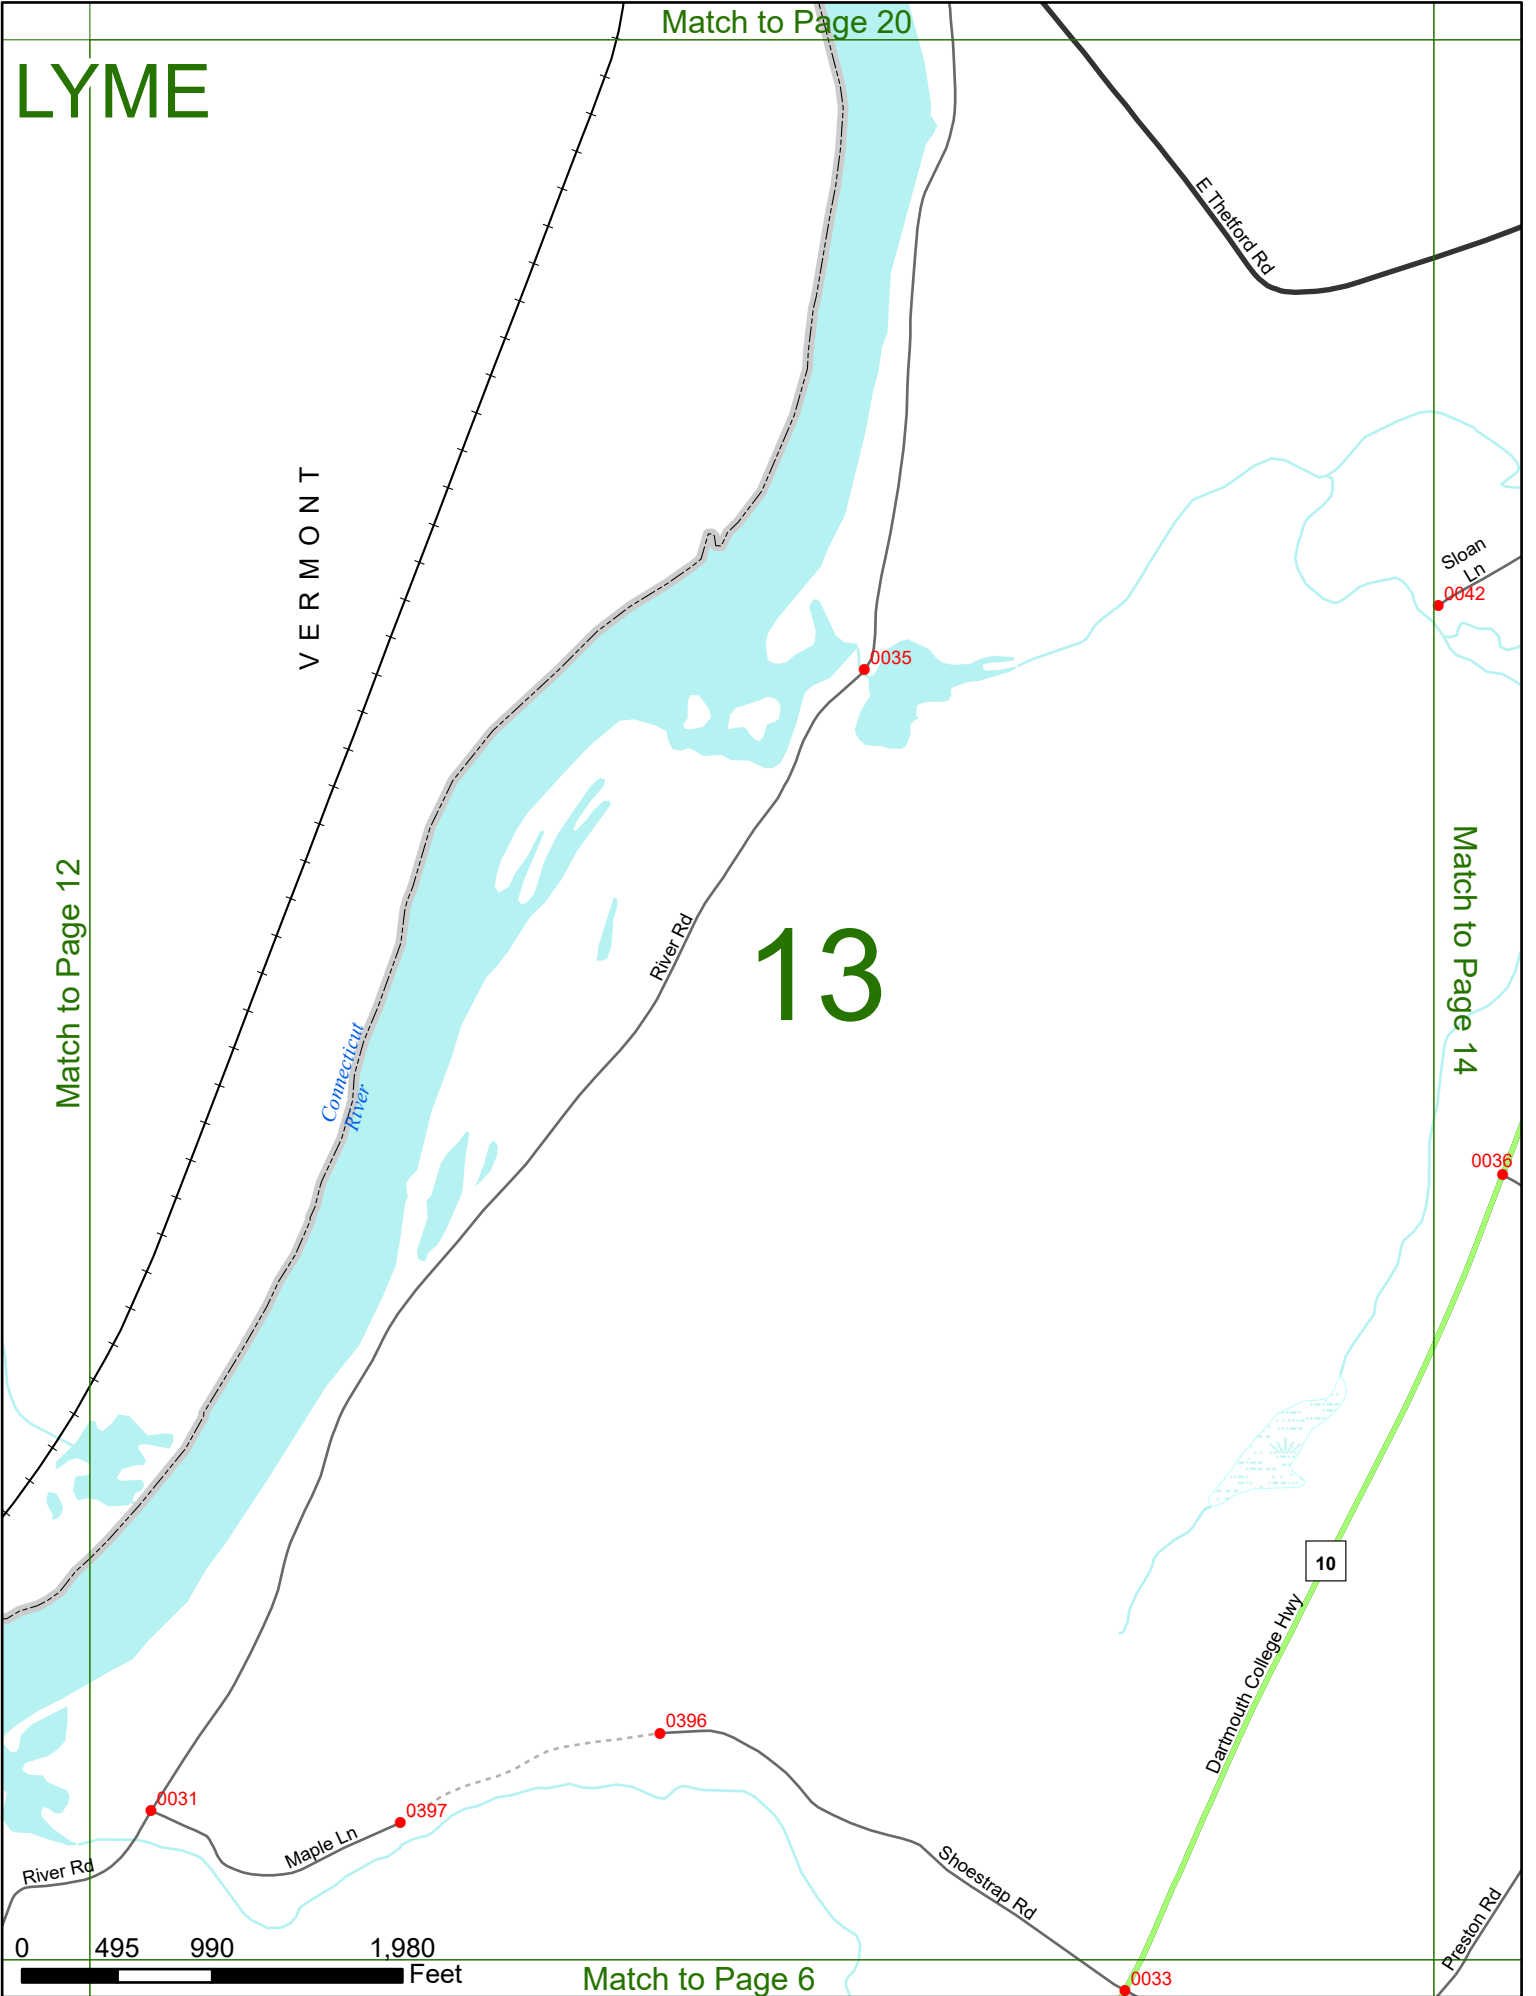 Match to Page 20
LYME
E Thetford Rd
VERMONT
Sloan
Ln
0042
0035
Match to Page 12
Match to Page 14
River Rd
13
Connecticut
River
0036
10
Dartmouth College Hwy
0396
0031
0397
Maple Ln
River Rd
Shoestrap Rd
Preston Rd
0 495 990 1,980
Feet
Match to Page 6
0033